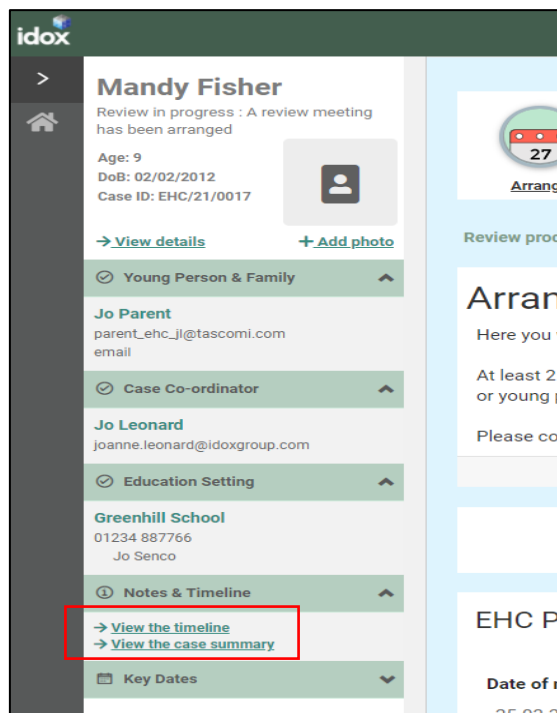 idox
>
Mandy Fisher
Review in progress : A review meeting
has been arranged
Age: 9
DoB: 02/02/2012
Case ID: EHC/21/0017
→ View details
+ Add photo
Young Person & Family
Jo Parent
parent_ehc_jl@tascomi.com
email
Case Co-ordinator
Jo Leonard
joanne.leonard@idoxgroup.com
Education Setting
Greenhill School
01234 887766
Jo Senco
Notes & Timeline
→ View the timeline
→ View the case summary
Key Dates
27
Arrang
Review proc
Arran
Here you
At least 2
or young
Please co
EHC P
Date of